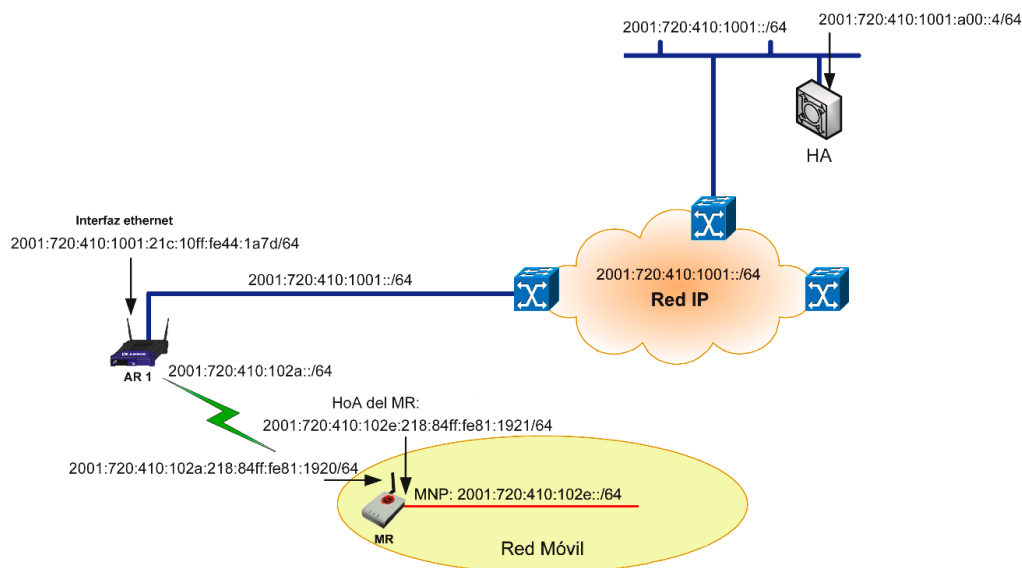 2001:720:410:1001::/64
2001:720:410:1001:a00::4/64
HA
Interfaz ethernet
2001:720:410:1001:21c:10ff:fe44:1a7d/64
2001:720:410:1001::/64
2001:720:410:1001::/64
Red IP
AR 1
2001:720:410:102a::/64
HoA del MR:
2001:720:410:102e:218:84ff:fe81:1921/64
2001:720:410:102a:218:84ff:fe81:1920/64
MNP: 2001:720:410:102e::/64
MR
Red Móvil